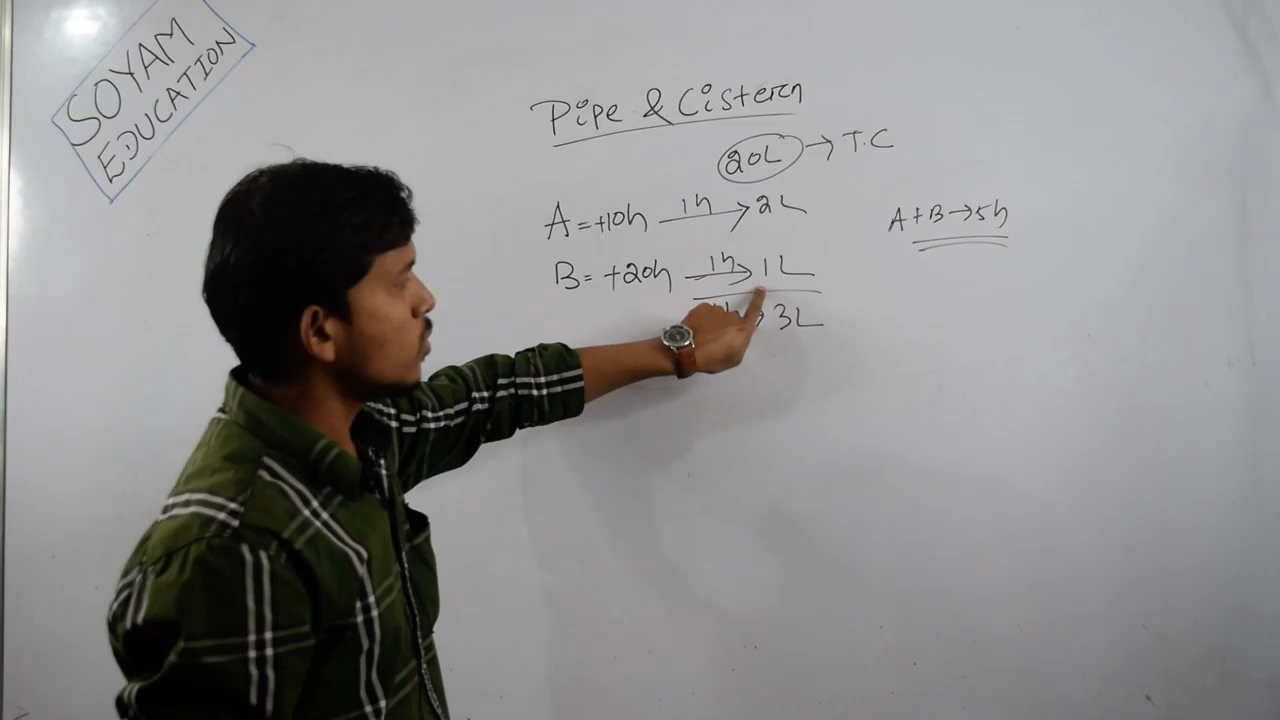 SOYAM
EDUCATION
Pipe & Cistern
20L → T.C
A = +10h 1h → 2L
A + B → 5h
B = +20h 1h → 1L
→ 3L